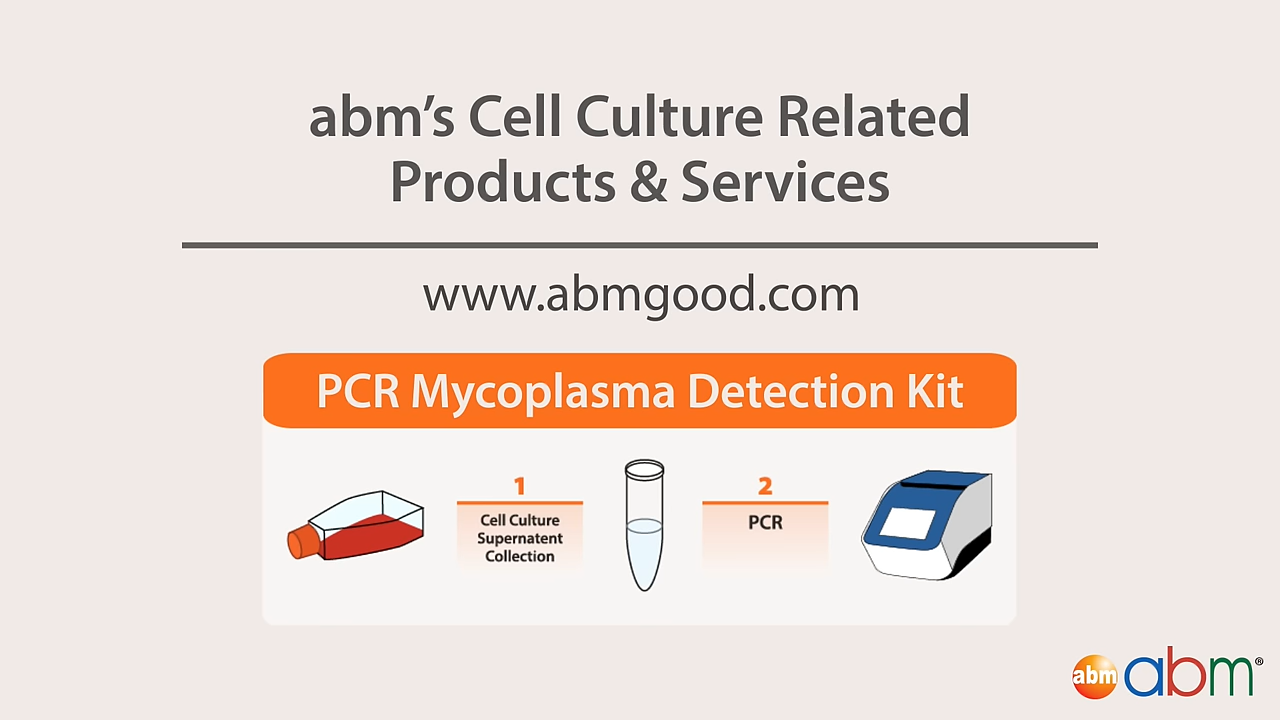 abm’s Cell Culture Related
Products & Services
www.abmgood.com
PCR Mycoplasma Detection Kit
1
Cell Culture
Supernatent
Collection
2
PCR
abm abm®